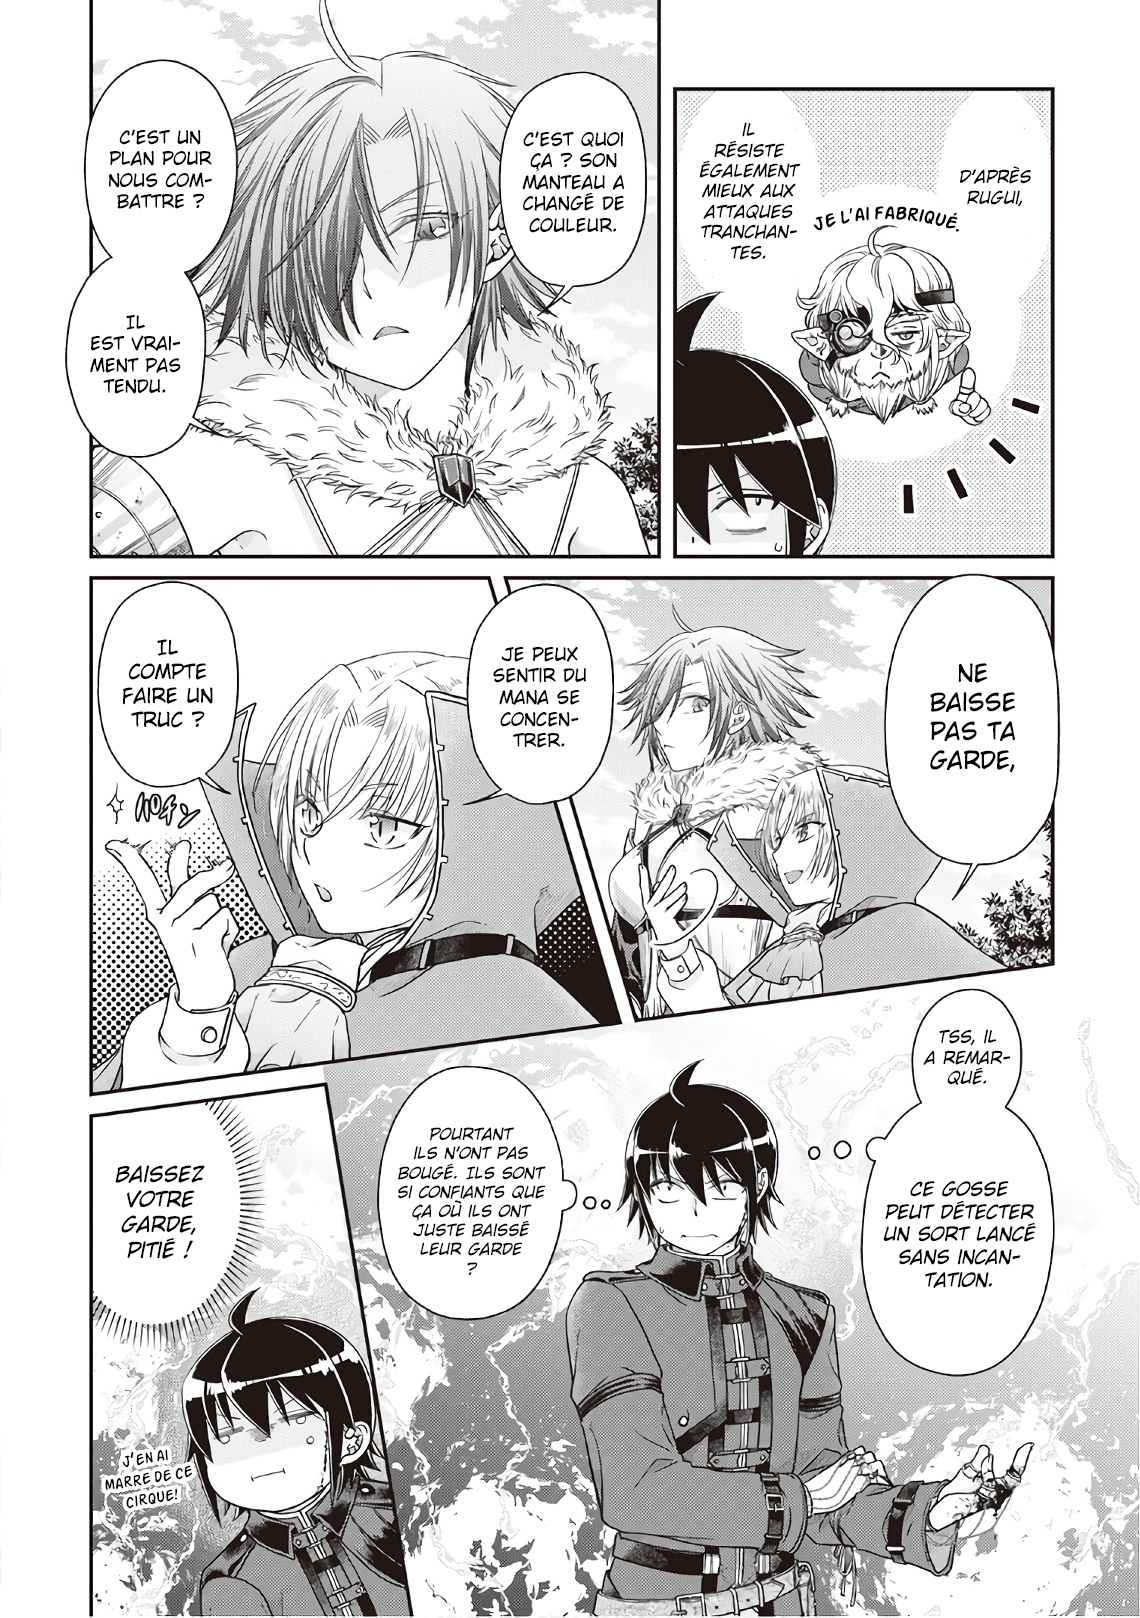 D'APRÈS
RUGUI,
IL
RÉSISTE
ÉGALEMENT
MIEUX AUX
ATTAQUES
TRANCHAN-
TES.
JE L'AI FABRIQUÉ.
C'EST QUOI
ÇA ? SON
MANTEAU A
CHANGÉ DE
COULEUR.
C'EST UN
PLAN POUR
NOUS COM-
BATTRE ?
IL
EST VRAI-
MENT PAS
TENDU.
NE
BAISSE
PAS TA
GARDE,
JE PEUX
SENTIR DU
MANA SE
CONCEN-
TRER.
IL
COMPTE
FAIRE UN
TRUC ?
パチン
TSS, IL
A REMAR-
QUÉ.
CE GOSSE
PEUT DÉTECTER
UN SORT LANCÉ
SANS INCAN-
TATION.
POURTANT
ILS N'ONT PAS
BOUGÉ. ILS SONT
SI CONFIANTS QUE
ÇA OÙ ILS ONT
JUSTE BAISSÉ
LEUR GARDE
?
BAISSEZ
VOTRE
GARDE,
PITIÉ !
J'EN AI
MARRE DE CE
CIRQUE!